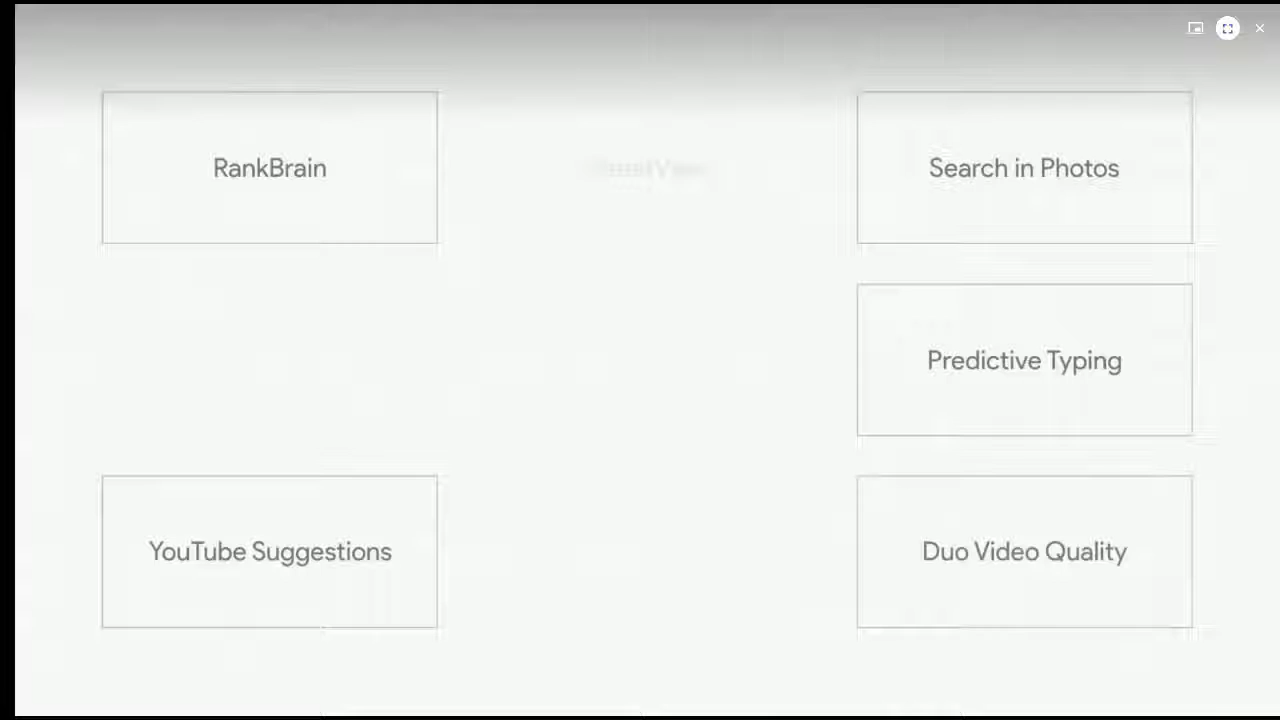 RankBrain
Search in Photos
Predictive Typing
YouTube Suggestions
Duo Video Quality